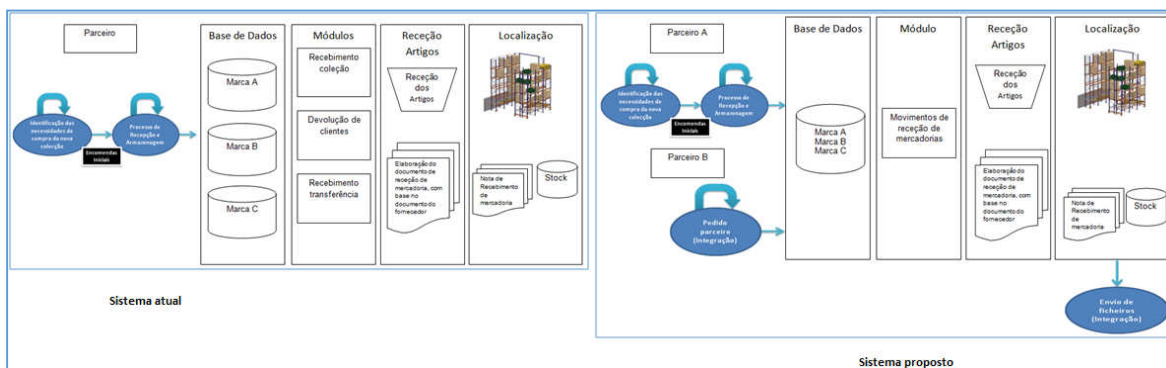 Parceiro
Identificação das
necessidades de
compra da nova
colecção
Encomendas
Iniciais
Processo de
Recepção e
Armazenagem
Base de Dados
Marca A
Marca B
Marca C
Módulos
Recebimento
coleção
Devolução de
clientes
Recebimento
transferência
Receção
Artigos
Receção
dos
Artigos
Elaboração do
documento de
receção de
mercadoria, com
base no
documento do
fornecedor
Localização
Nota de
Recebimento
de
mercadoria
Stock
Sistema atual
Parceiro A
Identificação das
necessidades de
compra da nova
colecção
Encomendas
Iniciais
Processo de
Recepção e
Armazenagem
Parceiro B
Pedido
parceiro
(Integração)
Base de Dados
Marca A
Marca B
Marca C
Módulo
Movimentos de
receção de
mercadorias
Receção
Artigos
Receção
dos
Artigos
Elaboração do
documento de
receção de
mercadoria, com
base no
documento do
fornecedor
Localização
Nota de
Recebimento
de
mercadoria
Stock
Envio de
ficheiros
(Integração)
Sistema proposto